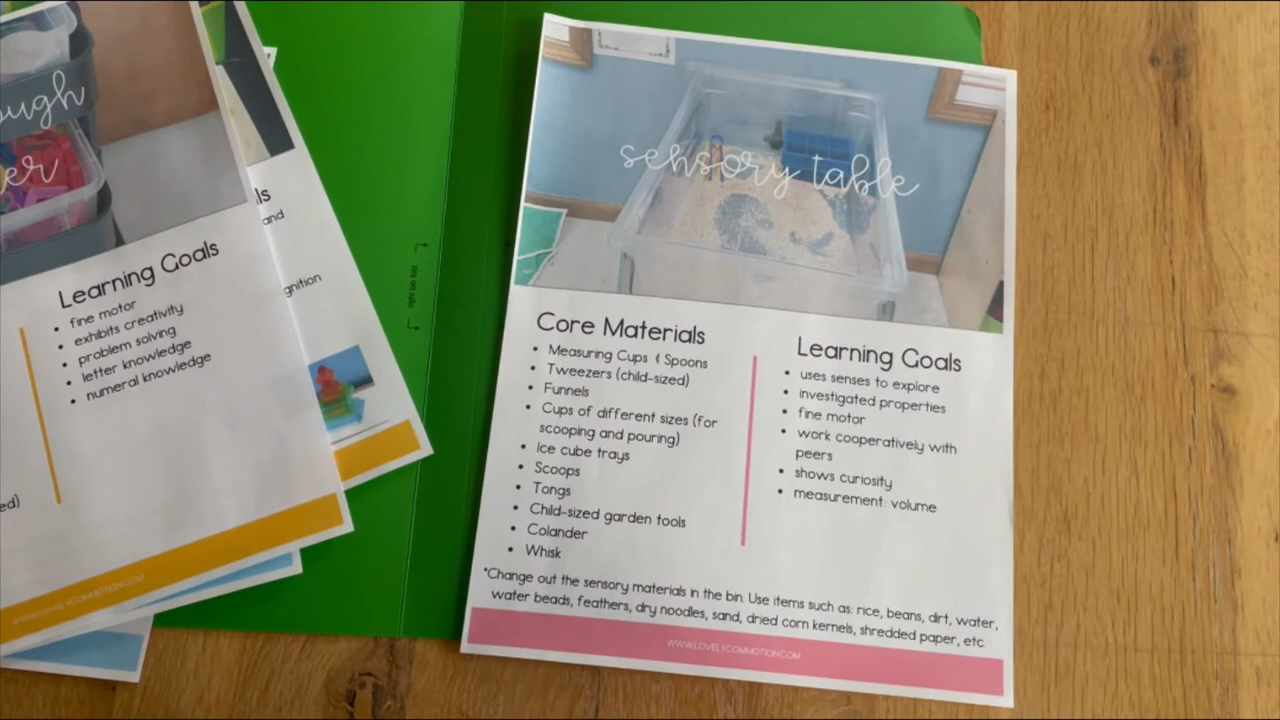 ough
er
Learning Goals
• fine motor
• exhibits creativity
• problem solving
• letter knowledge
• numeral knowledge
ed)
WWW.LOVELYCOMMOTION.COM
ls
and
gnition
right tab fold
sensory table
Core Materials
• Measuring Cups & Spoons
• Tweezers (child-sized)
• Funnels
• Cups of different sizes (for
scooping and pouring)
• Ice cube trays
• Scoops
• Tongs
• Child-sized garden tools
• Colander
• Whisk
Learning Goals
• uses senses to explore
• investigated properties
• fine motor
• work cooperatively with
peers
• shows curiosity
• measurement: volume
*Change out the sensory materials in the bin. Use items such as: rice, beans, dirt, water,
water beads, feathers, dry noodles, sand, dried corn kernels, shredded paper, etc.
WWW.LOVELYCOMMOTION.COM